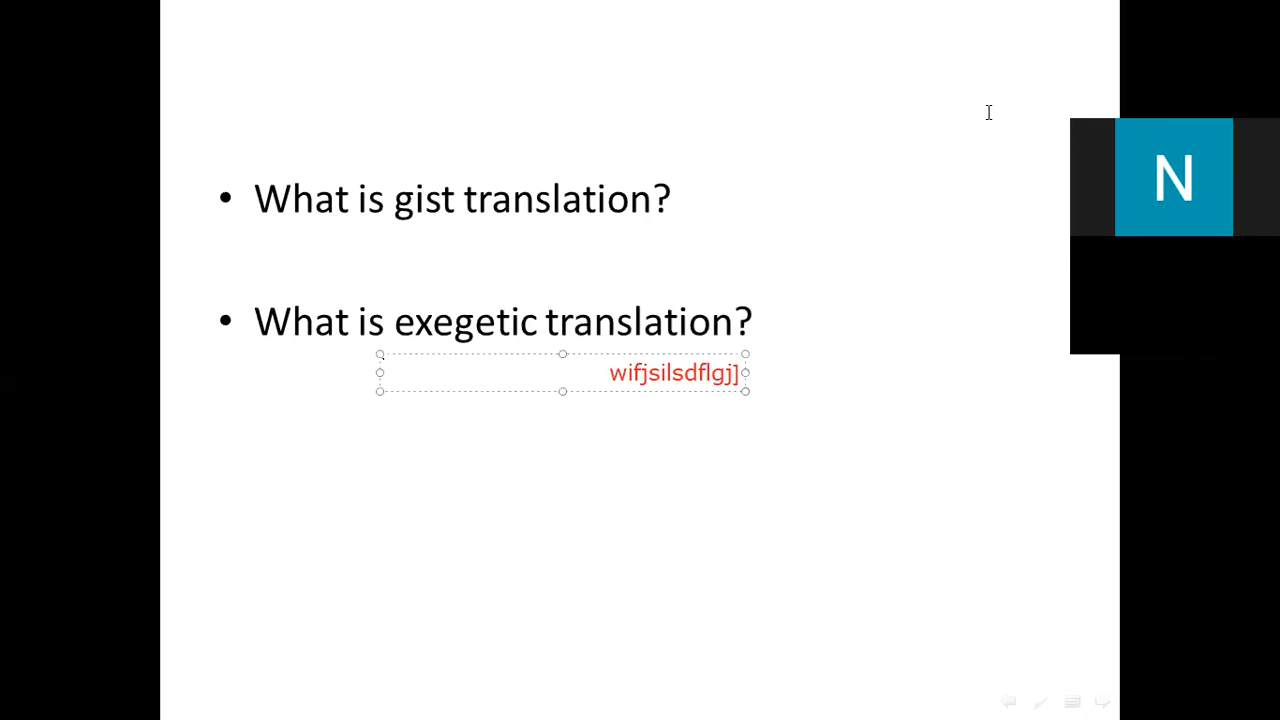 • What is gist translation?
N
• What is exegetic translation?
wifjsilsdflgj]